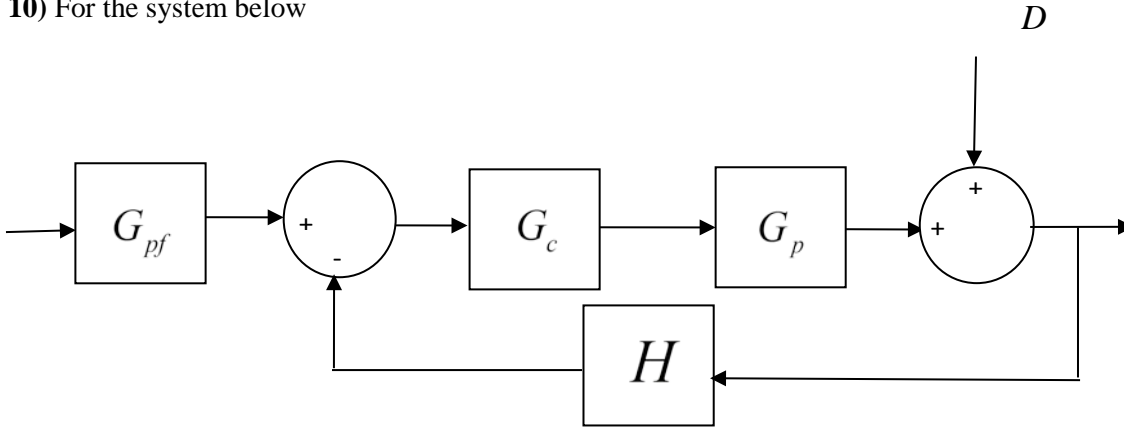 10) For the system below
D
G_pf
+
-
G_c
G_p
+
+
H